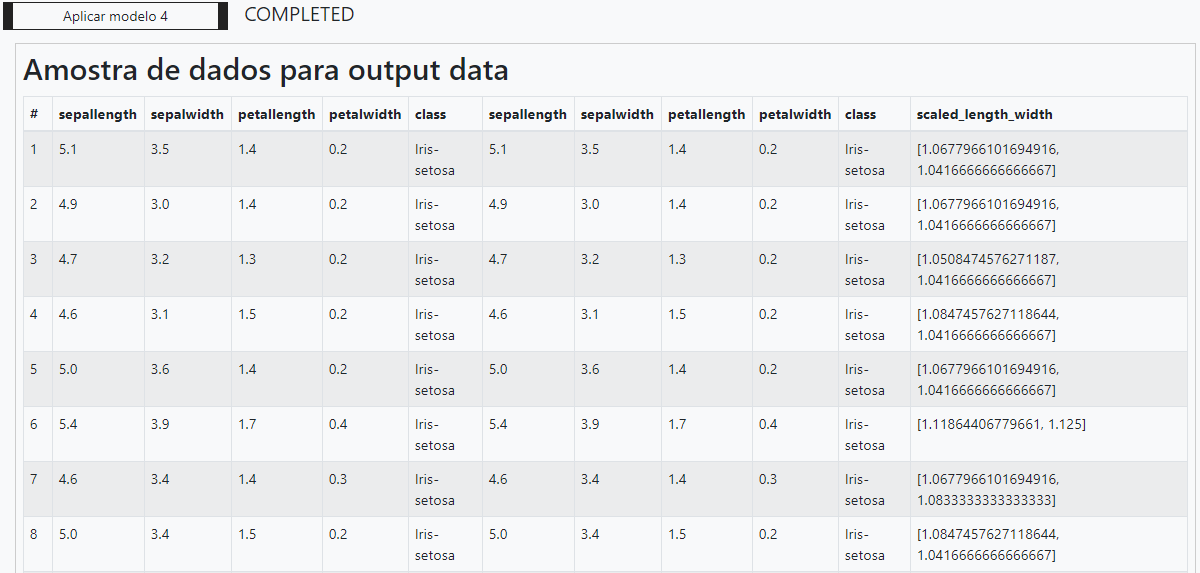 Aplicar modelo 4 COMPLETED
Amostra de dados para output data
# sepallength sepalwidth petallength petalwidth class sepallength sepalwidth petallength petalwidth class scaled_length_width
1 5.1 3.5 1.4 0.2 Iris- 5.1 3.5 1.4 0.2 Iris- [1.0677966101694916,
setosa setosa 1.0416666666666667]
2 4.9 3.0 1.4 0.2 Iris- 4.9 3.0 1.4 0.2 Iris- [1.0677966101694916,
setosa setosa 1.0416666666666667]
3 4.7 3.2 1.3 0.2 Iris- 4.7 3.2 1.3 0.2 Iris- [1.0508474576271187,
setosa setosa 1.0416666666666667]
4 4.6 3.1 1.5 0.2 Iris- 4.6 3.1 1.5 0.2 Iris- [1.0847457627118644,
setosa setosa 1.0416666666666667]
5 5.0 3.6 1.4 0.2 Iris- 5.0 3.6 1.4 0.2 Iris- [1.0677966101694916,
setosa setosa 1.0416666666666667]
6 5.4 3.9 1.7 0.4 Iris- 5.4 3.9 1.7 0.4 Iris- [1.11864406779661, 1.125]
setosa setosa
7 4.6 3.4 1.4 0.3 Iris- 4.6 3.4 1.4 0.3 Iris- [1.0677966101694916,
setosa setosa 1.0833333333333333]
8 5.0 3.4 1.5 0.2 Iris- 5.0 3.4 1.5 0.2 Iris- [1.0847457627118644,
setosa setosa 1.0416666666666667]